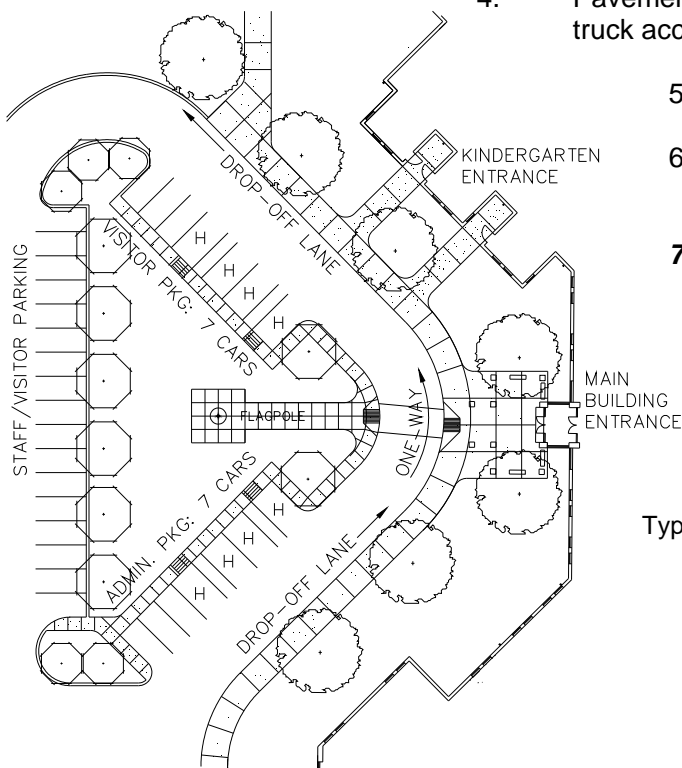 4. Pavemen
truck acc
5
6
7
Typ
DROP-OFF LANE
KINDERGARTEN
ENTRANCE
VISITOR PKG: 7 CARS
H
H
H
H
STAFF/VISITOR PARKING
FLAGPOLE
ONE-WAY
MAIN
BUILDING
ENTRANCE
ADMIN. PKG: 7 CARS
H
H
H
H
DROP-OFF LANE